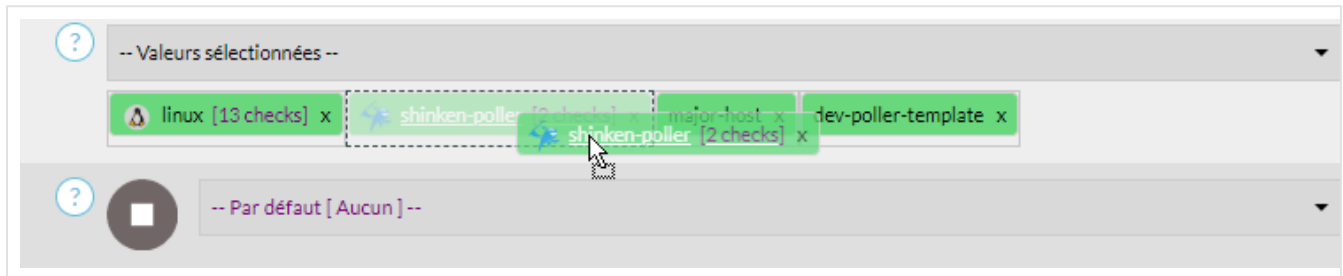 ?
-- Valeurs sélectionnées --
linux [13 checks] x shinken-poller [2 checks] x major-host x dev-poller-template x
shinken-poller [2 checks] x
?
-- Par défaut [ Aucun ] --